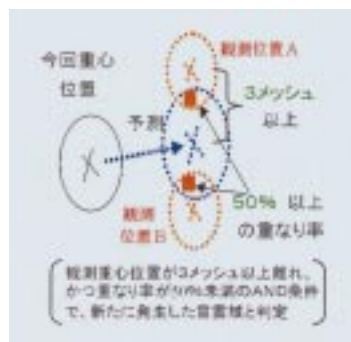 観測位置A
今回重心
位置
3メッシュ
以上
予測
50% 以上
の重なり率
観測
位置B
観測重心位置が3メッシュ以上離れ、
かつ重なり率が50%未満のAND条件
で、新たに発生した音雲域と判定